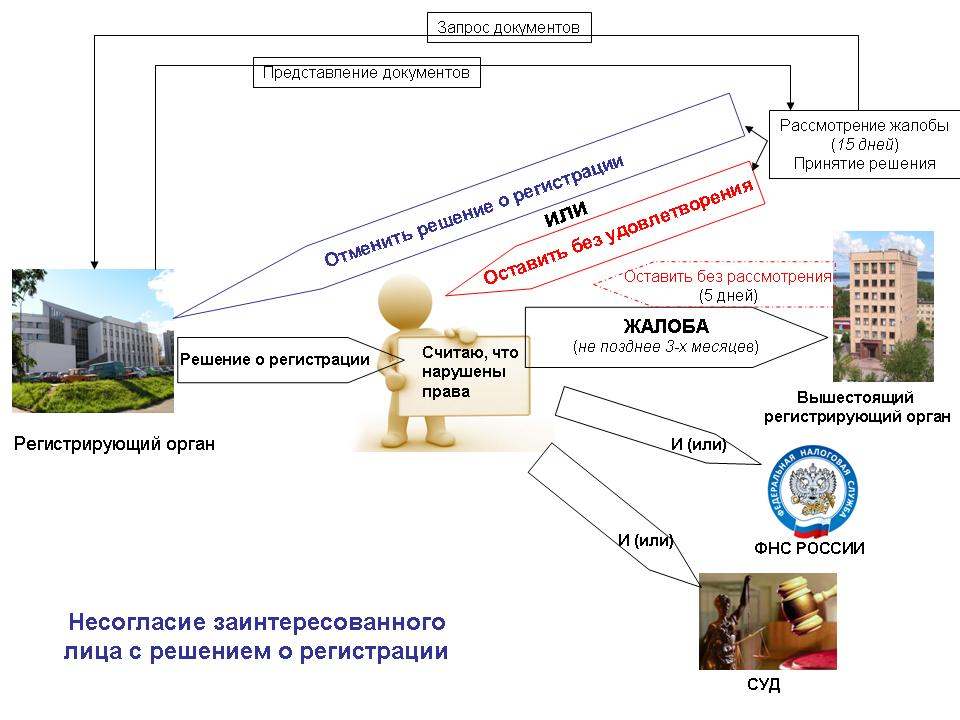 Запрос документов
Представление документов
Рассмотрение жалобы
(15 дней)
Принятие решения
Отменить решение о регистрации
ИЛИ
Оставить без удовлетворения
Оставить без рассмотрения
(5 дней)
ЖАЛОБА
(не позднее 3-х месяцев)
Решение о регистрации
Считаю, что
нарушены
права
Вышестоящий
регистрирующий орган
Регистрирующий орган
И (или)
ФЕДЕРАЛЬНАЯ НАЛОГОВАЯ СЛУЖБА
ФНС РОССИИ
И (или)
СУД
Несогласие заинтересованного
лица с решением о регистрации